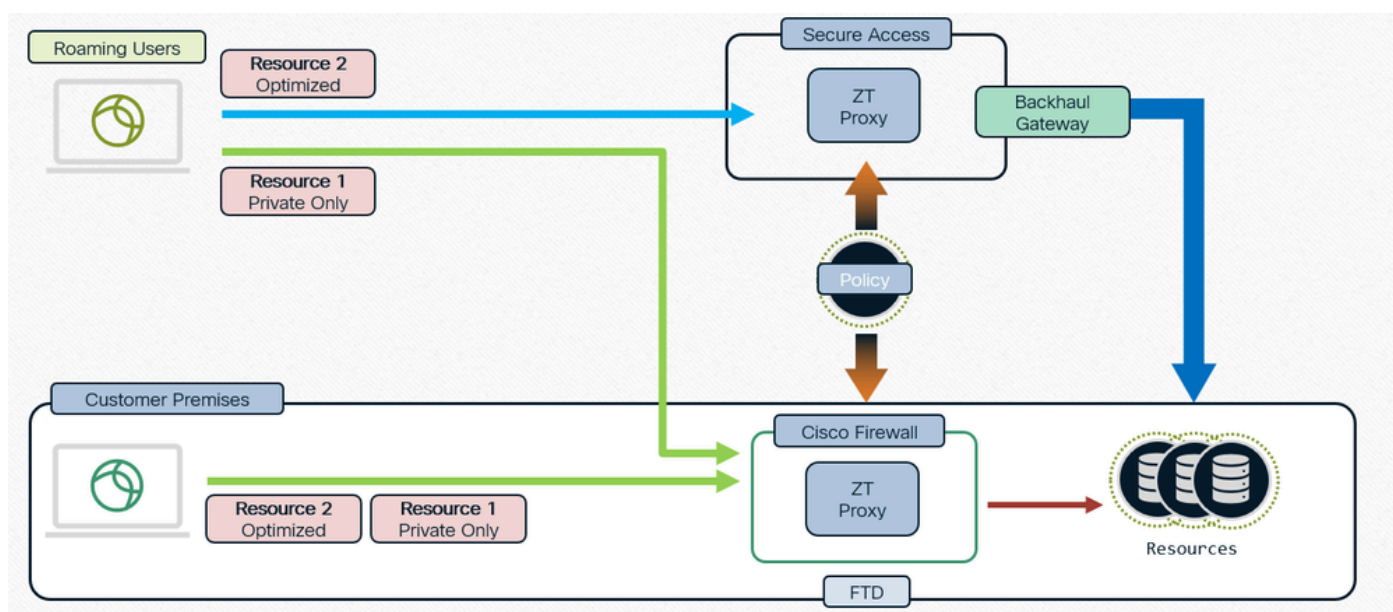 Roaming Users
Resource 2
Optimized
Resource 1
Private Only
Secure Access
ZT
Proxy
Backhaul
Gateway
Policy
Customer Premises
Resource 2
Optimized
Resource 1
Private Only
Cisco Firewall
ZT
Proxy
Resources
FTD